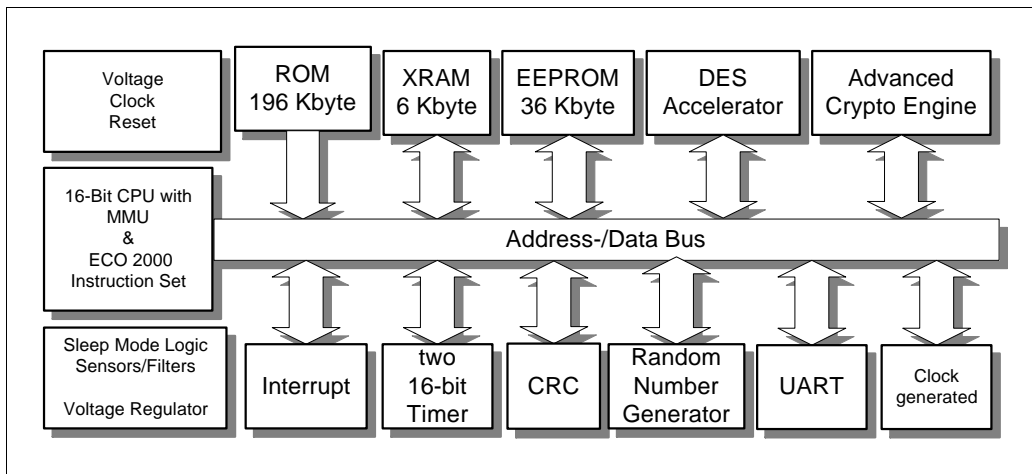 Voltage
Clock
Reset
ROM
196 Kbyte
XRAM
6 Kbyte
EEPROM
36 Kbyte
DES
Accelerator
Advanced
Crypto Engine
16-Bit CPU with
MMU
&
ECO 2000
Instruction Set
Address-/Data Bus
Sleep Mode Logic
Sensors/Filters
Voltage Regulator
Interrupt
two
16-bit
Timer
CRC
Random
Number
Generator
UART
Clock
generated